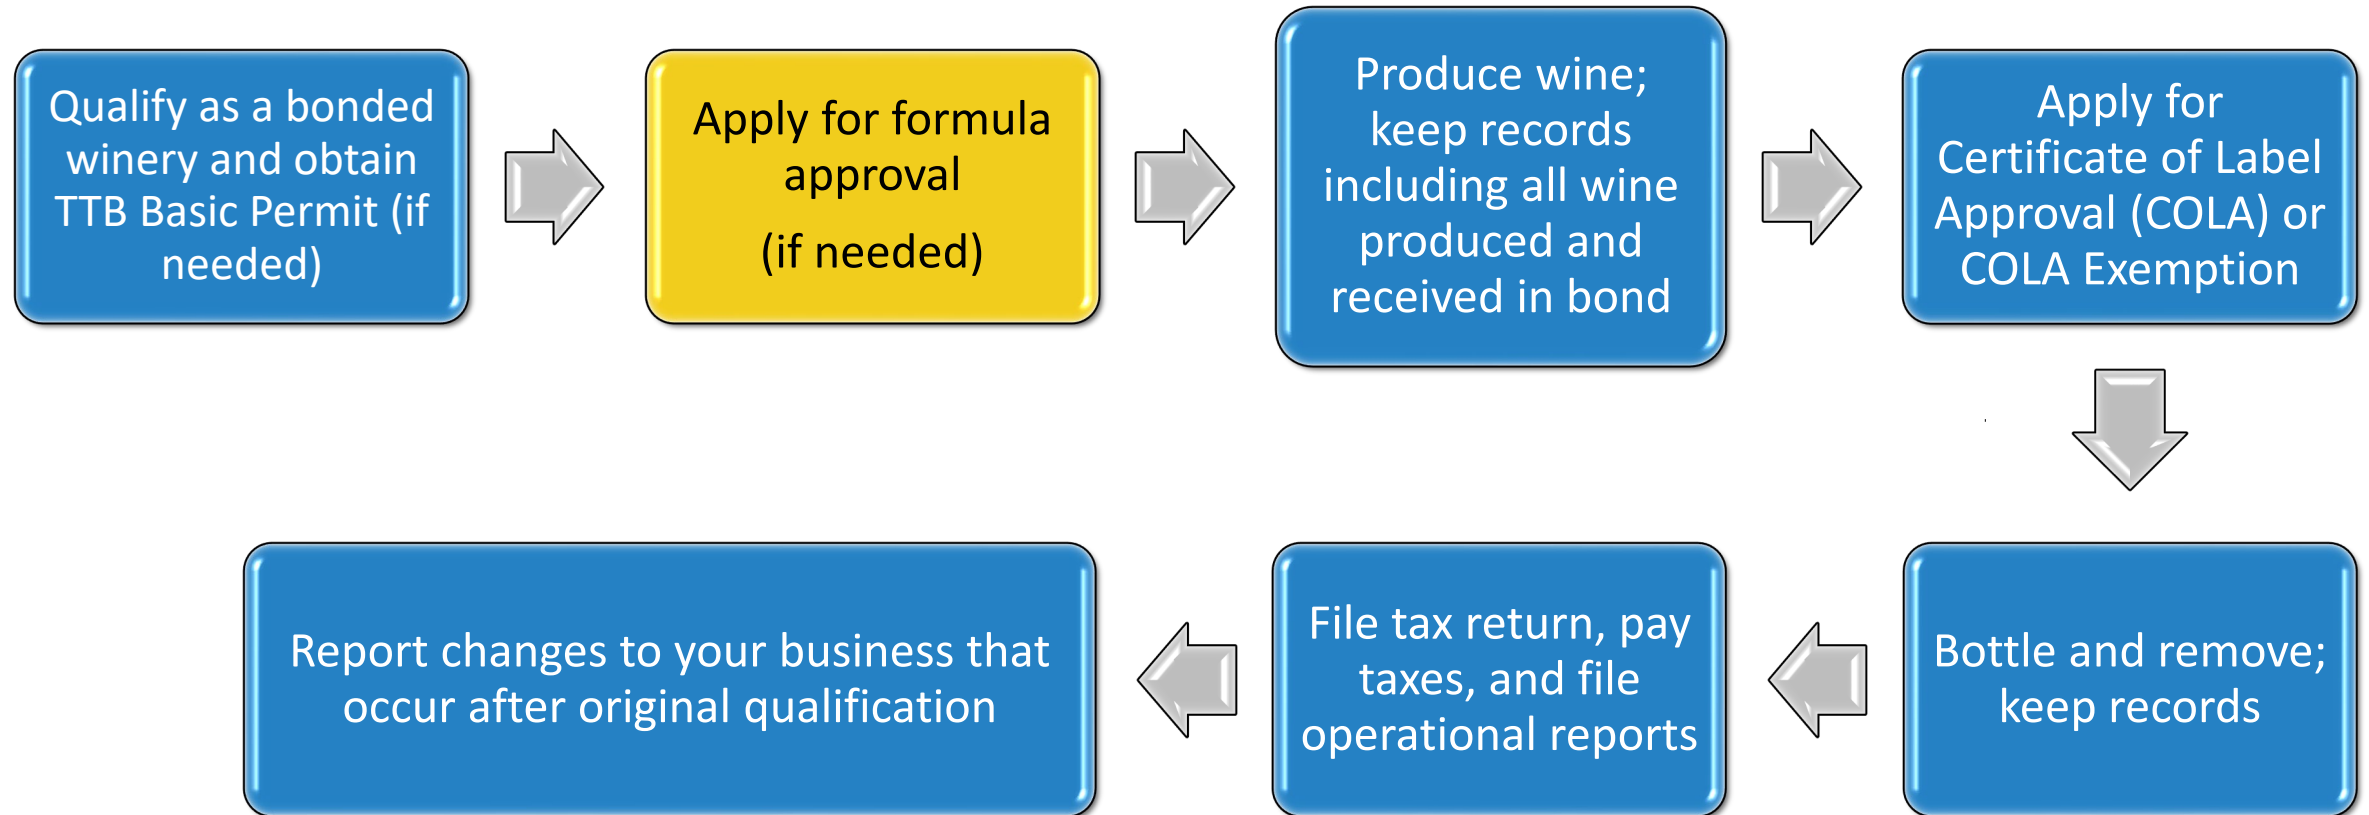 Qualify as a bonded
winery and obtain
TTB Basic Permit (if
needed)
Apply for formula
approval
(if needed)
Produce wine;
keep records
including all wine
produced and
received in bond
Apply for
Certificate of Label
Approval (COLA) or
COLA Exemption
Bottle and remove;
keep records
File tax return, pay
taxes, and file
operational reports
Report changes to your business that
occur after original qualification